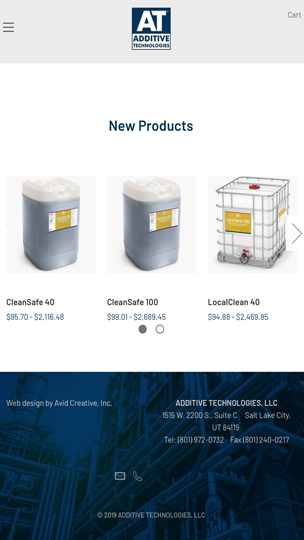 AT
ADDITIVE
TECHNOLOGIES
Cart
New Products
CleanSafe 40
$95.70 - $2,116.48
CleanSafe 100
$99.01 - $2,689.45
LocalClean 40
$94.88 - $2,469.85
Web design by Avid Creative, Inc.
ADDITIVE TECHNOLOGIES, LLC
1515 W. 2200 S., Suite C Salt Lake City,
UT 84119
Tel: (801) 972-0732 Fax (801) 240-0217
© 2019 ADDITIVE TECHNOLOGIES, LLC